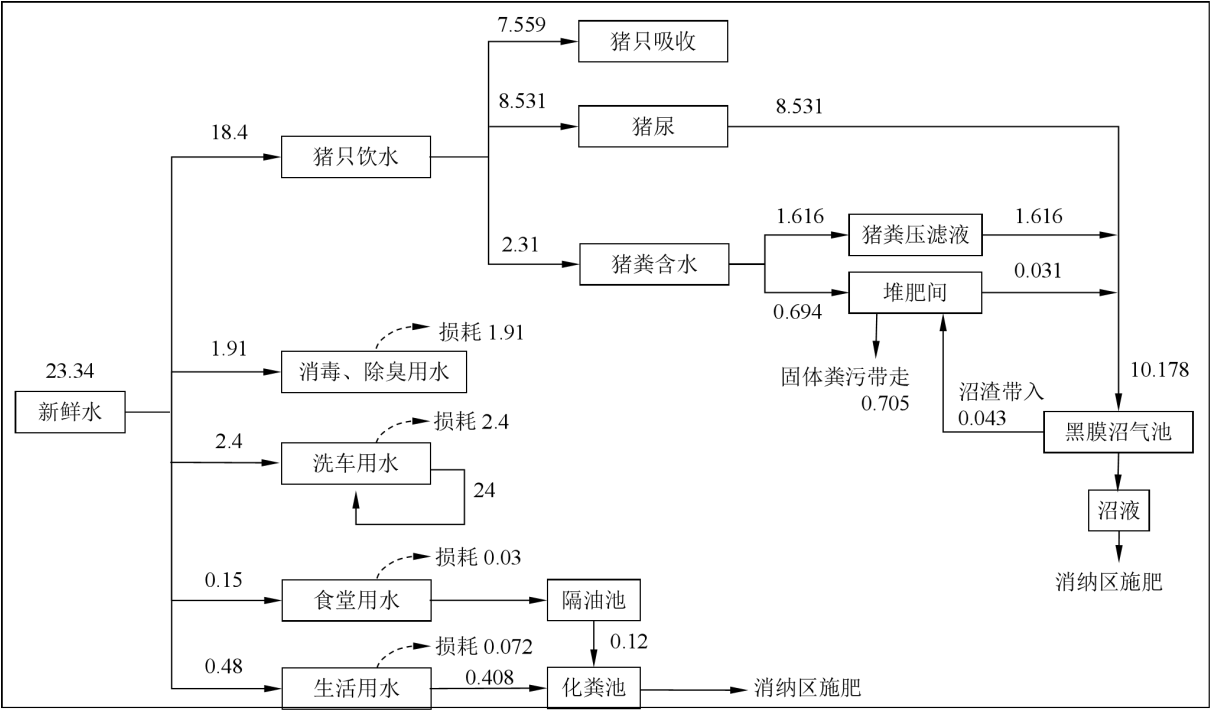 7.559
猪只吸收
8.531
猪尿
8.531
18.4
猪只饮水
1.616
猪粪压滤液
1.616
2.31
猪粪含水
0.694
堆肥间
0.031
损耗 1.91
1.91
消毒、除臭用水
固体粪污带走
0.705
沼渣带入
0.043
10.178
黑膜沼气池
23.34
新鲜水
损耗 2.4
2.4
洗车用水
24
沼液
消纳区施肥
损耗 0.03
0.15
食堂用水
隔油池
0.12
损耗 0.072
0.48
生活用水
0.408
化粪池
消纳区施肥